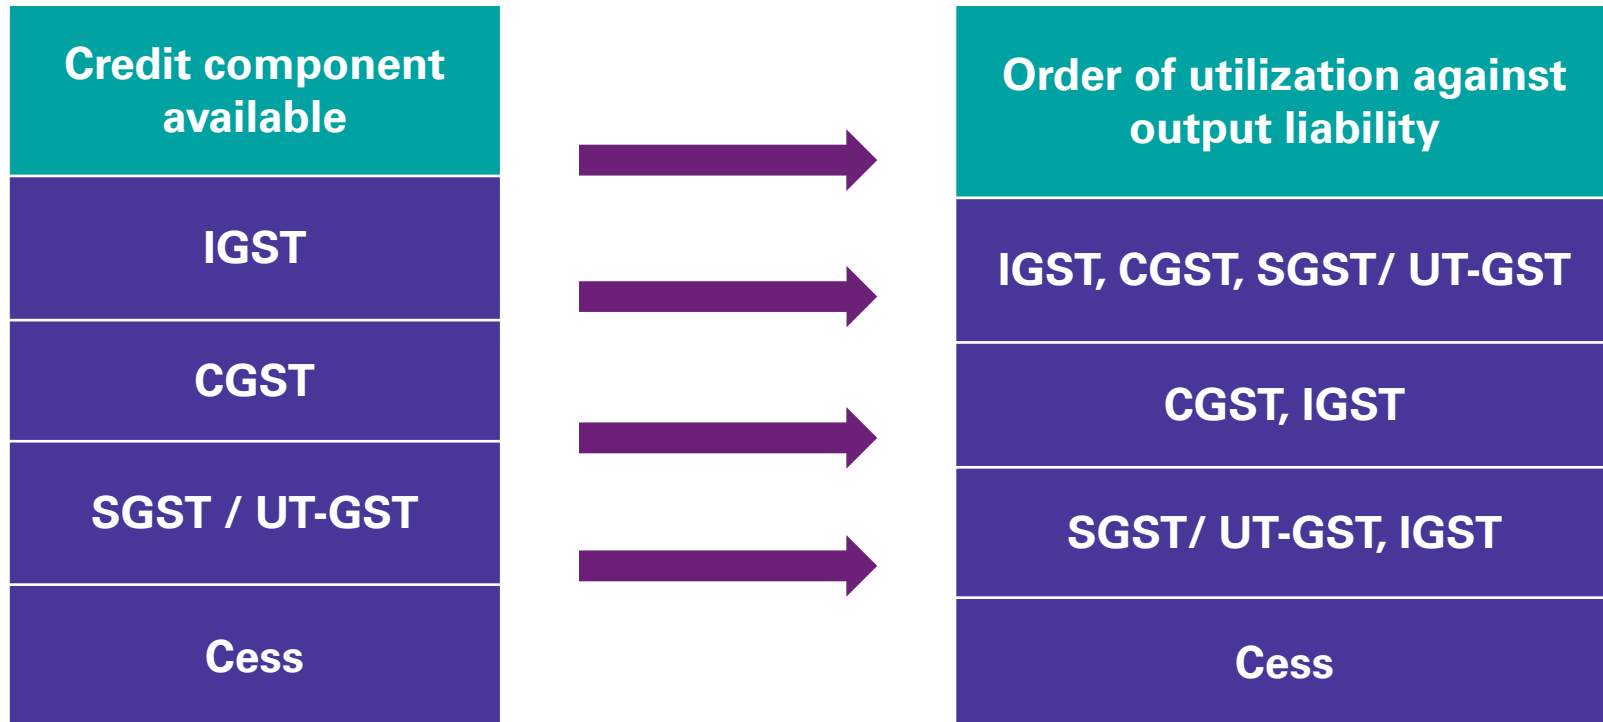 Credit component
available
Order of utilization against
output liability
IGST
IGST, CGST, SGST/ UT-GST
CGST
CGST, IGST
SGST / UT-GST
SGST/ UT-GST, IGST
Cess
Cess